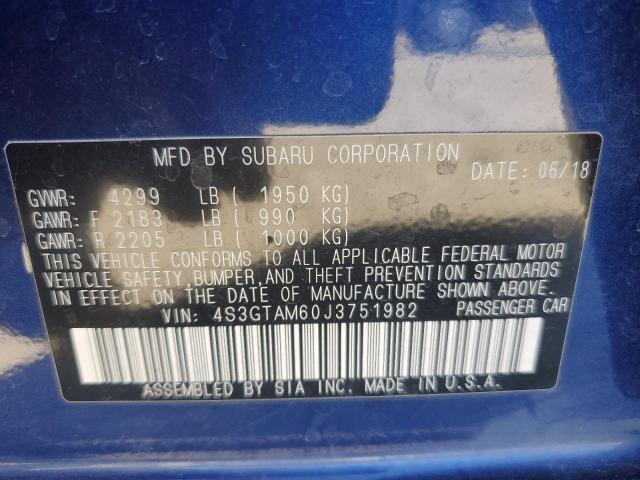 MFD BY SUBARU CORPORATION
DATE: 06/18
GVWR: 4299 LB ( 1950 KG)
GAWR: F 2183 LB ( 990 KG)
GAWR: R 2205 LB ( 1000 KG)
THIS VEHICLE CONFORMS TO ALL APPLICABLE FEDERAL MOTOR
VEHICLE SAFETY,BUMPER,AND THEFT PREVENTION STANDARDS
IN EFFECT ON THE DATE OF MANUFACTURE SHOWN ABOVE.
VIN: 4S3GTAM60J3751982 PASSENGER CAR
ASSEMBLED BY SIA INC. MADE IN U.S.A.